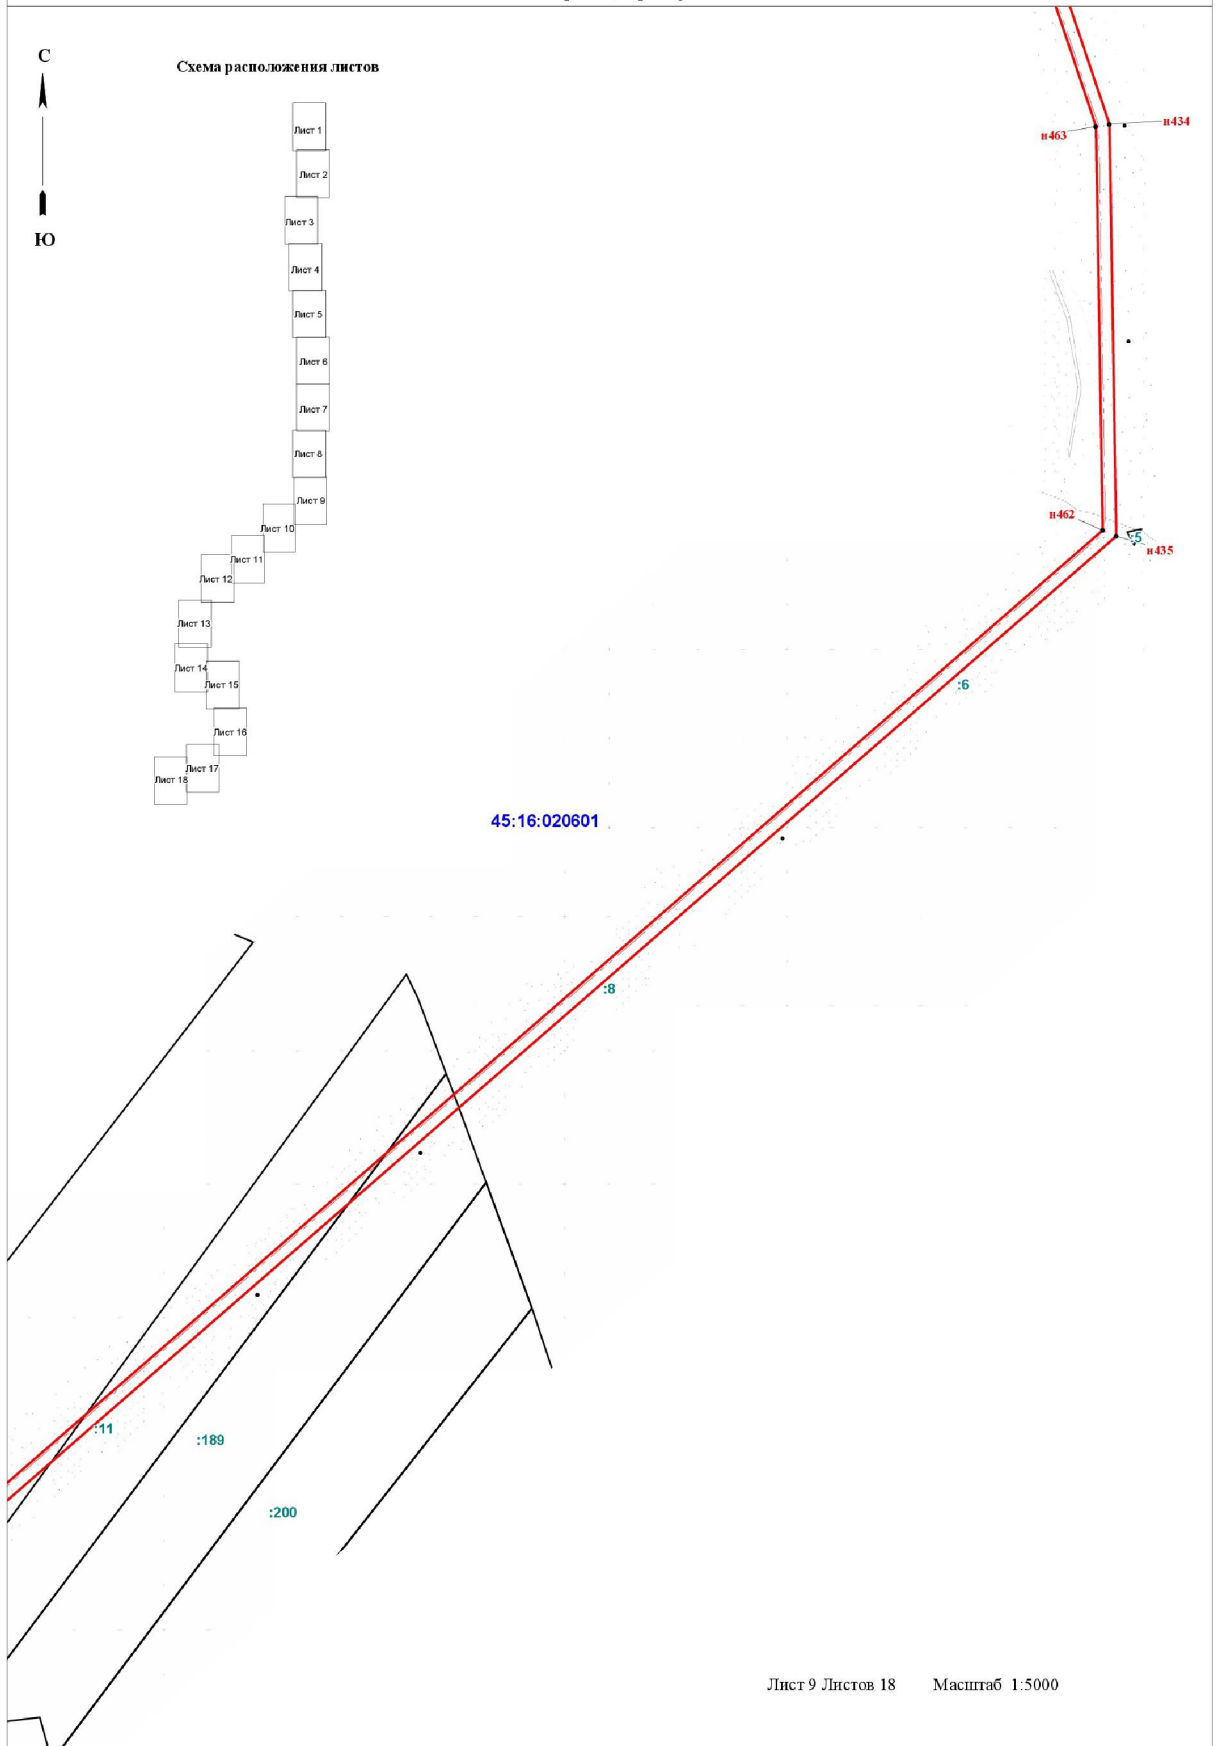 С
Ю
Схема расположения листов
Лист 1
Лист 2
Лист 3
Лист 4
Лист 5
Лист 6
Лист 7
Лист 8
Лист 9
Лист 10
Лист 11
Лист 12
Лист 13
Лист 14
Лист 15
Лист 16
Лист 17
Лист 18
н463
н434
н462
:5
н435
:6
45:16:020601
:8
:11
:189
:200
Лист 9 Листов 18 Масштаб 1:5000